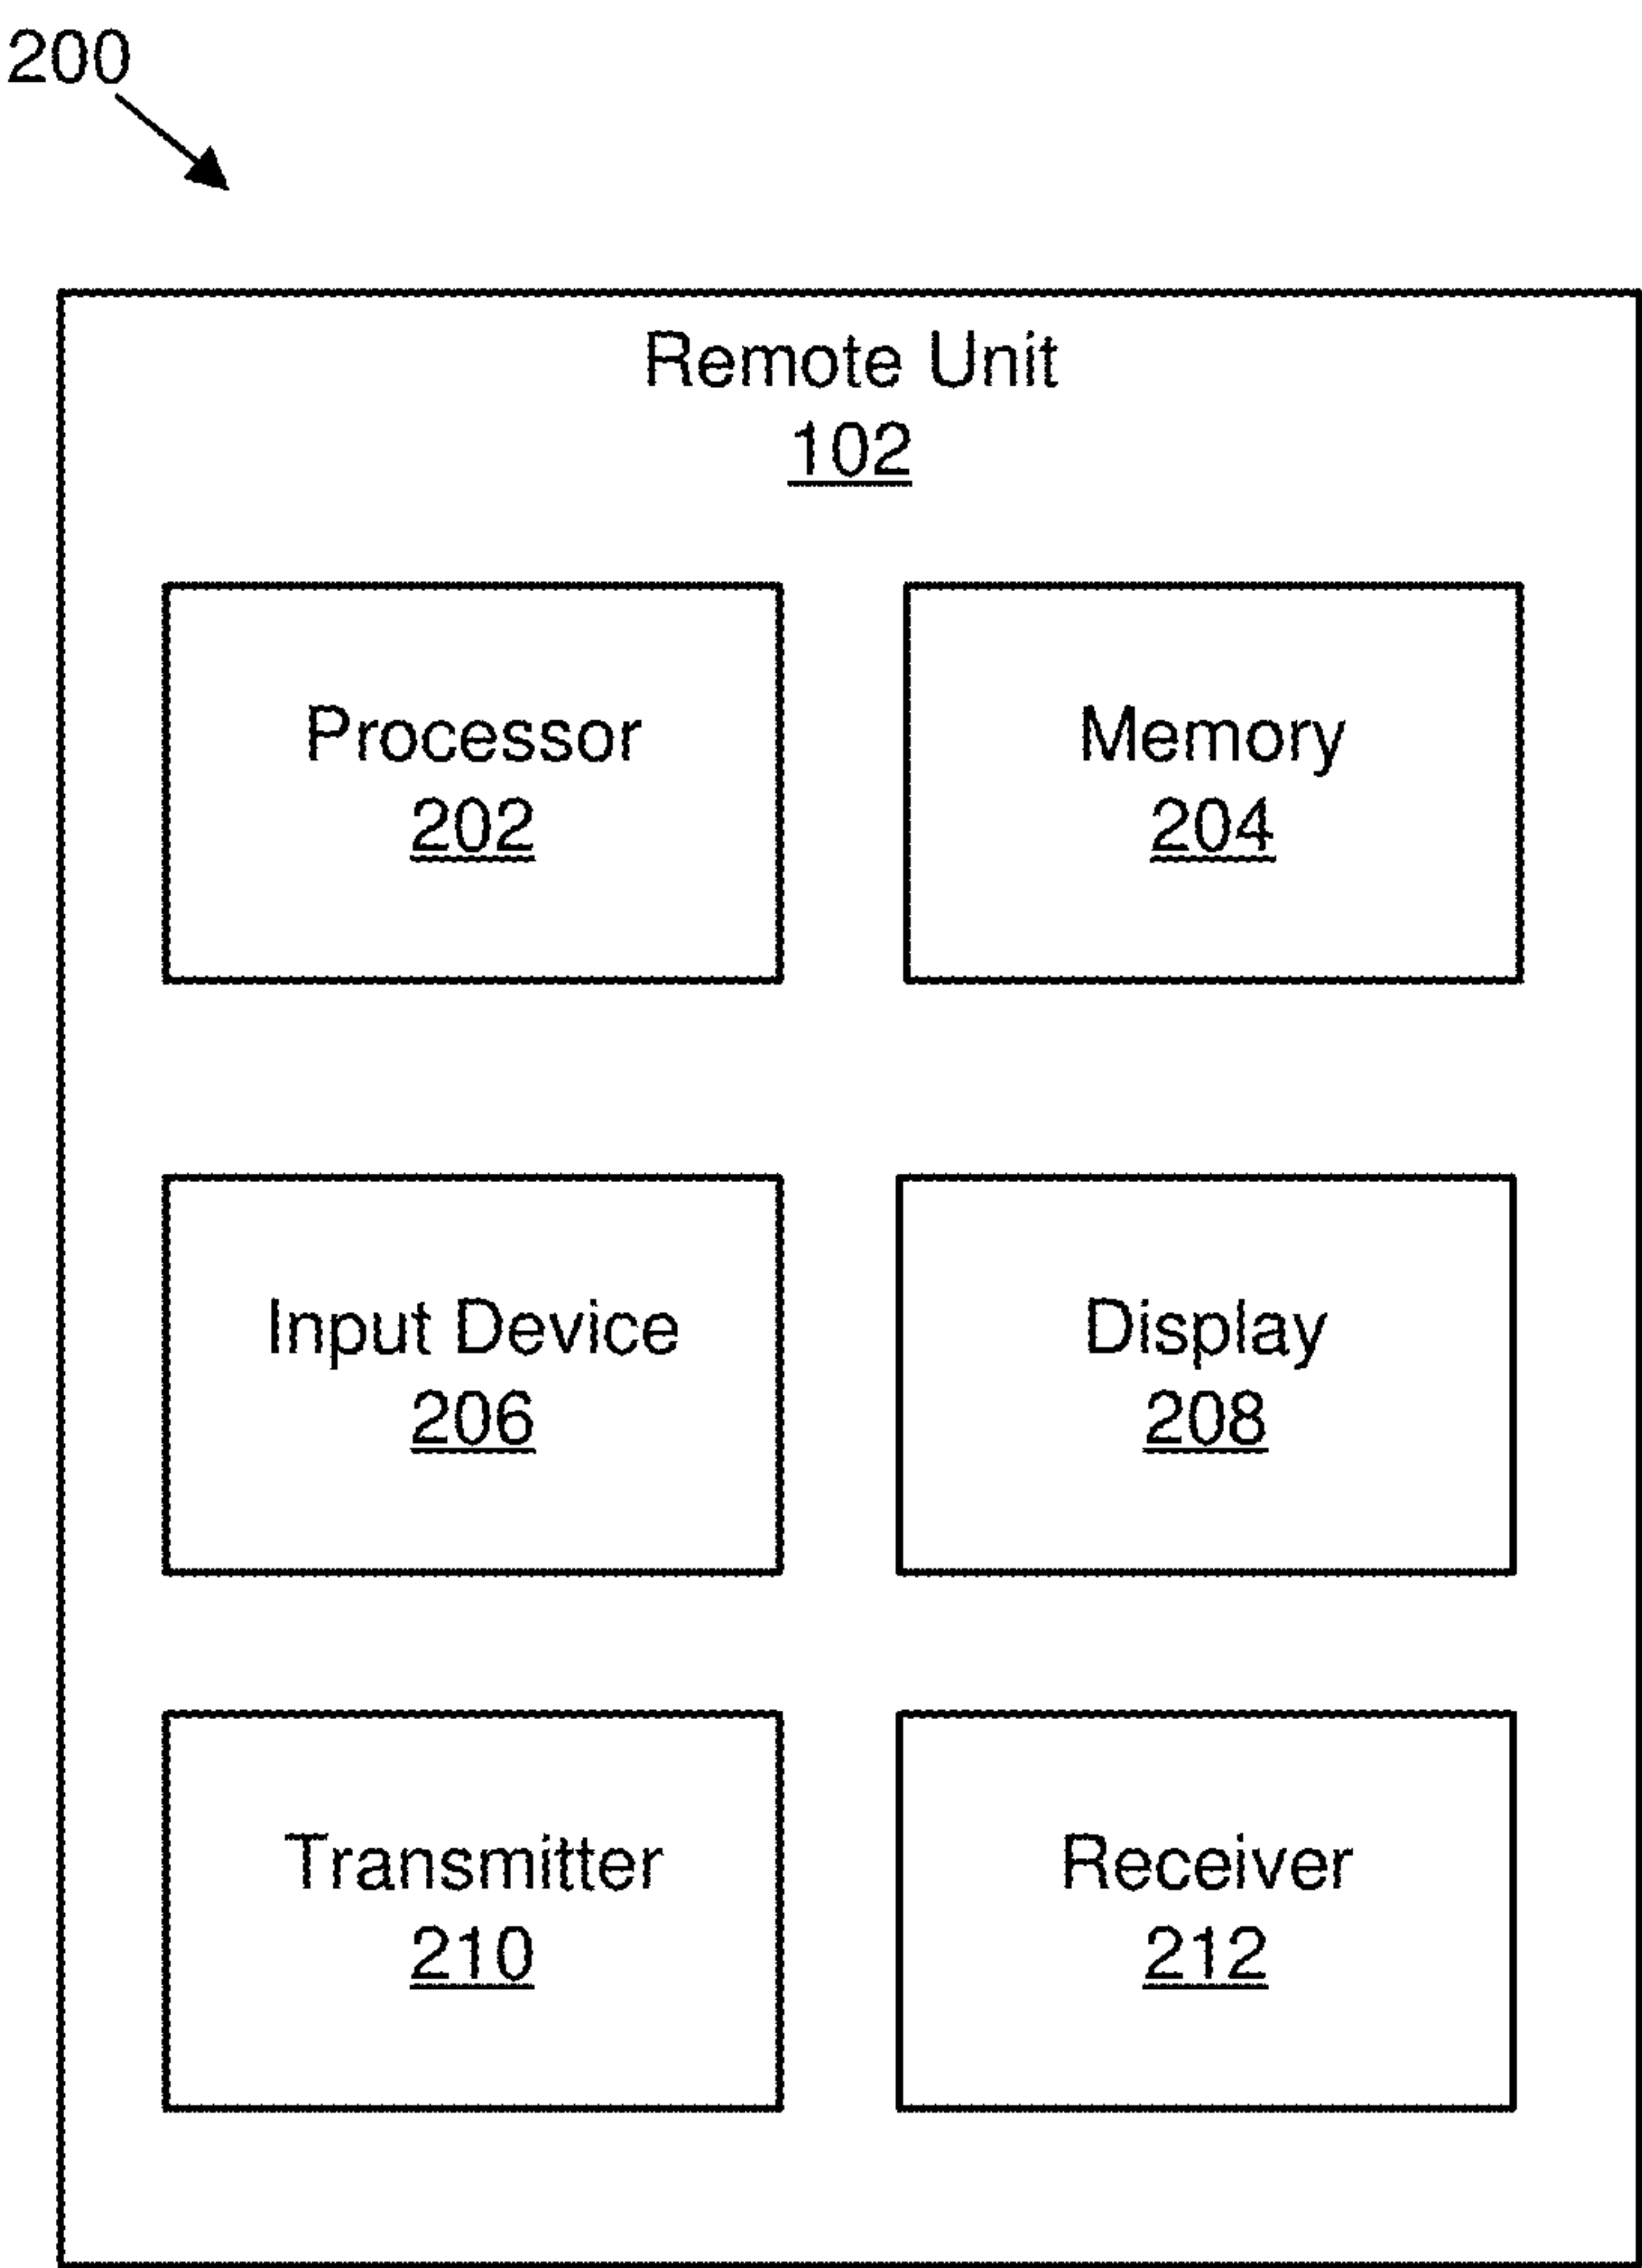 200
Remote Unit
102
Processor
202
Memory
204
Input Device
206
Display
208
Transmitter
210
Receiver
212